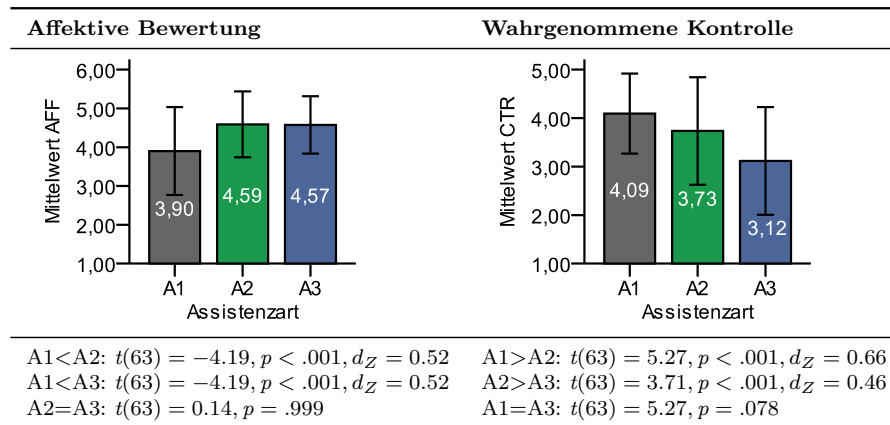 Affektive Bewertung
Wahrgenommene Kontrolle
6,00
5,00
4,00
3,00
2,00
1,00
Mittelwert AFF
3,90
4,59
4,57
A1
A2
A3
Assistenzart
5,00
4,00
3,00
2,00
1,00
Mittelwert CTR
4,09
3,73
3,12
A1
A2
A3
Assistenzart
A1<A2: t(63) = −4.19, p < .001, dZ = 0.52
A1<A3: t(63) = −4.19, p < .001, dZ = 0.52
A2=A3: t(63) = 0.14, p = .999
A1>A2: t(63) = 5.27, p < .001, dZ = 0.66
A2>A3: t(63) = 3.71, p < .001, dZ = 0.46
A1=A3: t(63) = 5.27, p = .078